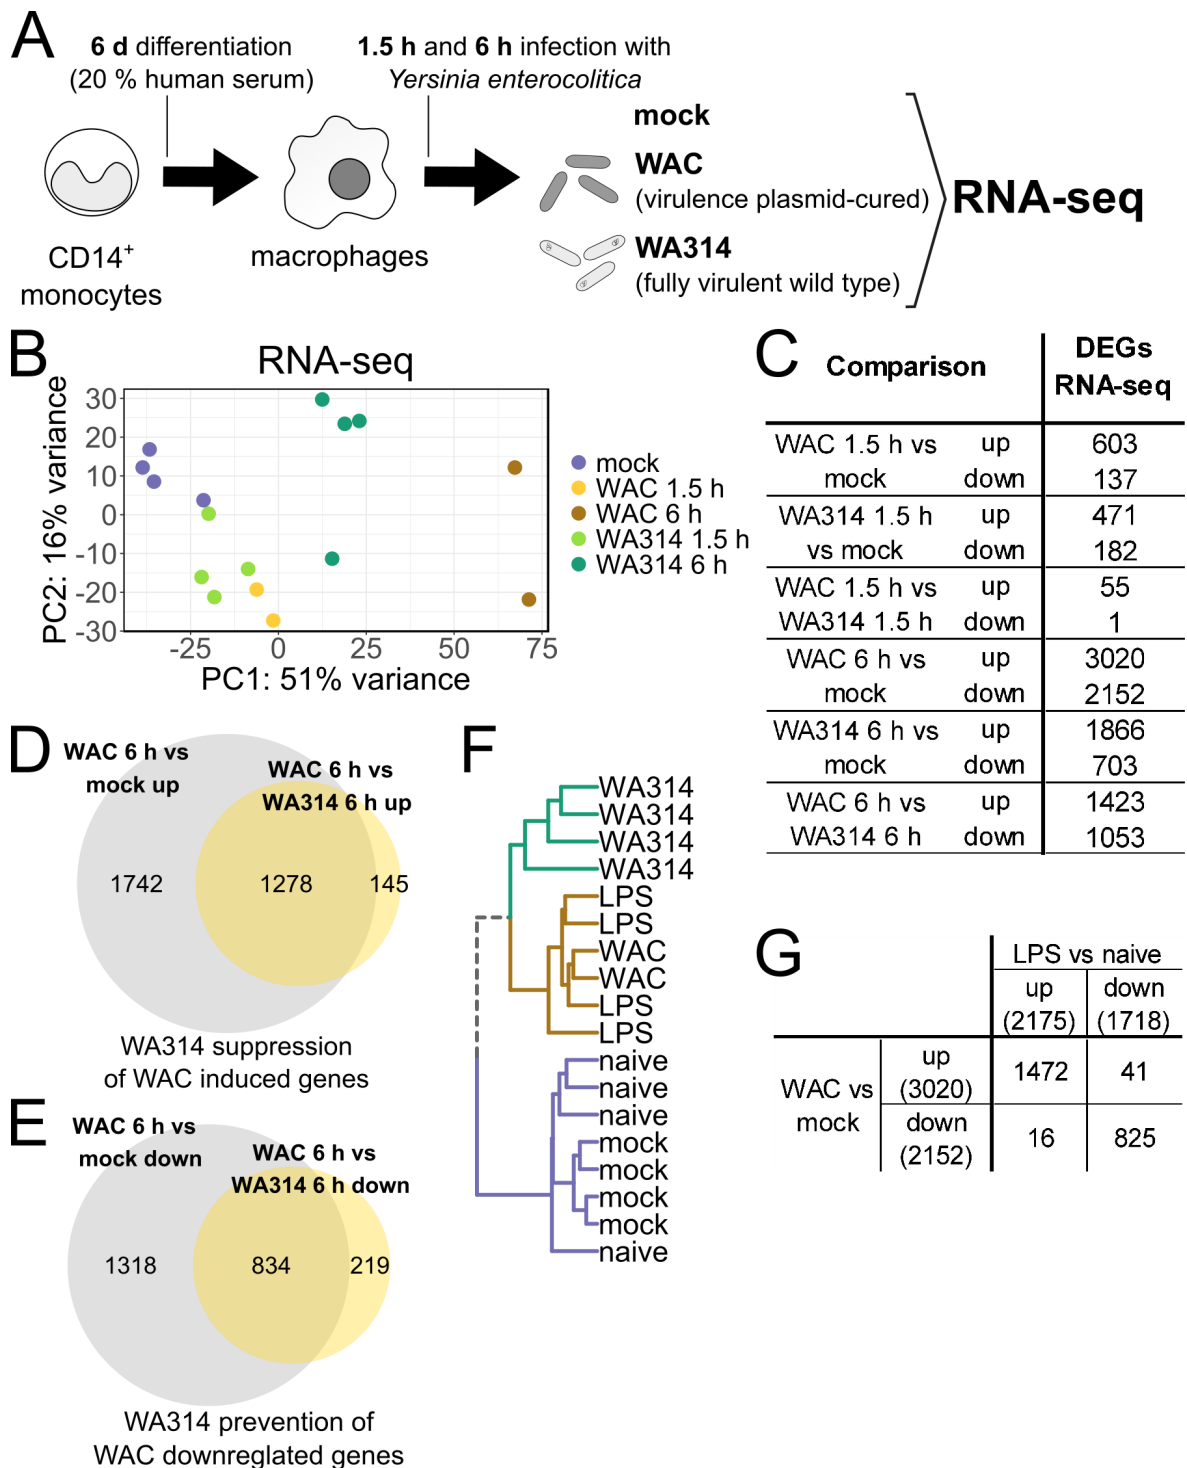 A
6 d differentiation
(20 % human serum)
1.5 h and 6 h infection with
Yersinia enterocolitica
CD14+
monocytes
macrophages
mock
WAC
(virulence plasmid-cured)
WA314
(fully virulent wild type)
RNA-seq
B
RNA-seq
PC2: 16% variance
30
20
10
0
-10
-20
-30
-25
0
25
50
75
PC1: 51% variance
mock
WAC 1.5 h
WAC 6 h
WA314 1.5 h
WA314 6 h
C
Comparison
DEGs
RNA-seq
WAC 1.5 h vs up 603
mock down 137
WA314 1.5 h up 471
vs mock down 182
WAC 1.5 h vs up 55
WA314 1.5 h down 1
WAC 6 h vs up 3020
mock down 2152
WA314 6 h vs up 1866
mock down 703
WAC 6 h vs up 1423
WA314 6 h down 1053
D
WAC 6 h vs
mock up
WAC 6 h vs
WA314 6 h up
1742
1278
145
WA314 suppression
of WAC induced genes
E
WAC 6 h vs
mock down
WAC 6 h vs
WA314 6 h down
1318
834
219
WA314 prevention of
WAC downreglated genes
F
WA314
WA314
WA314
WA314
LPS
LPS
WAC
WAC
LPS
LPS
naive
naive
naive
mock
mock
mock
mock
naive
G
LPS vs naive
up
(2175)
down
(1718)
WAC vs
mock
up
(3020)
1472
41
down
(2152)
16
825